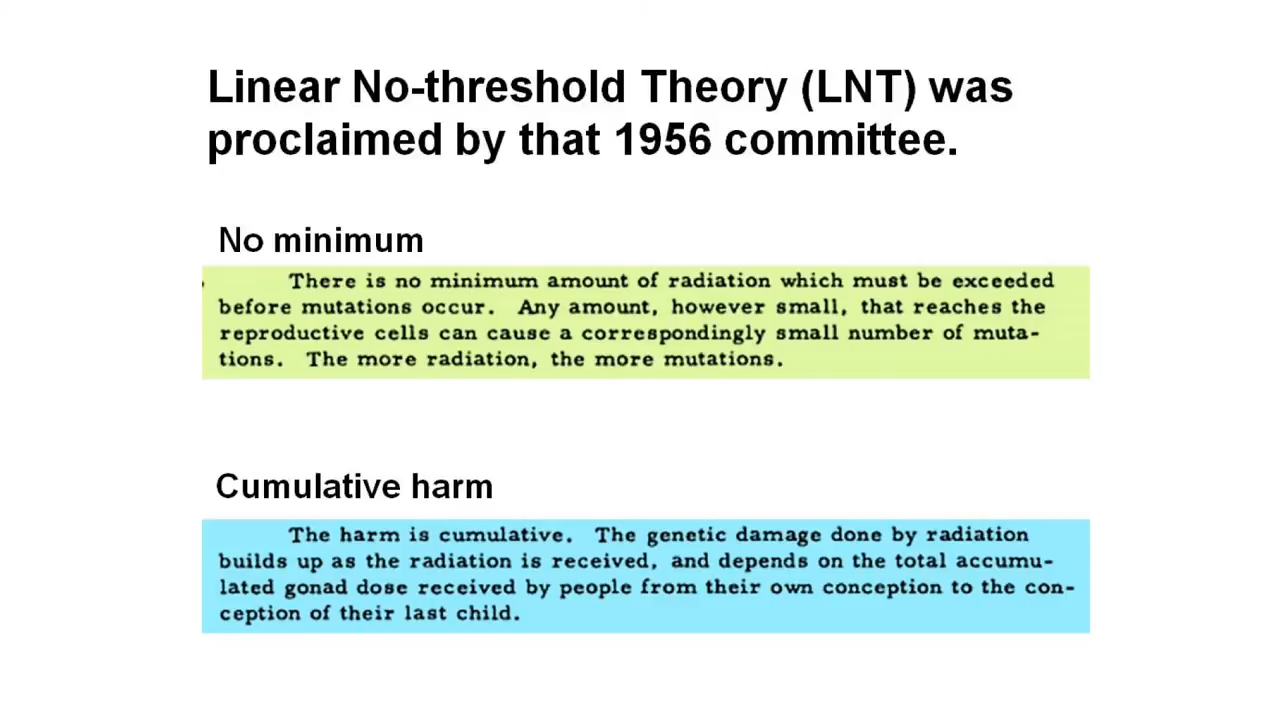 Linear No-threshold Theory (LNT) was
proclaimed by that 1956 committee.
No minimum
There is no minimum amount of radiation which must be exceeded
before mutations occur. Any amount, however small, that reaches the
reproductive cells can cause a correspondingly small number of muta-
tions. The more radiation, the more mutations.
Cumulative harm
The harm is cumulative. The genetic damage done by radiation
builds up as the radiation is received, and depends on the total accumu-
lated gonad dose received by people from their own conception to the con-
ception of their last child.